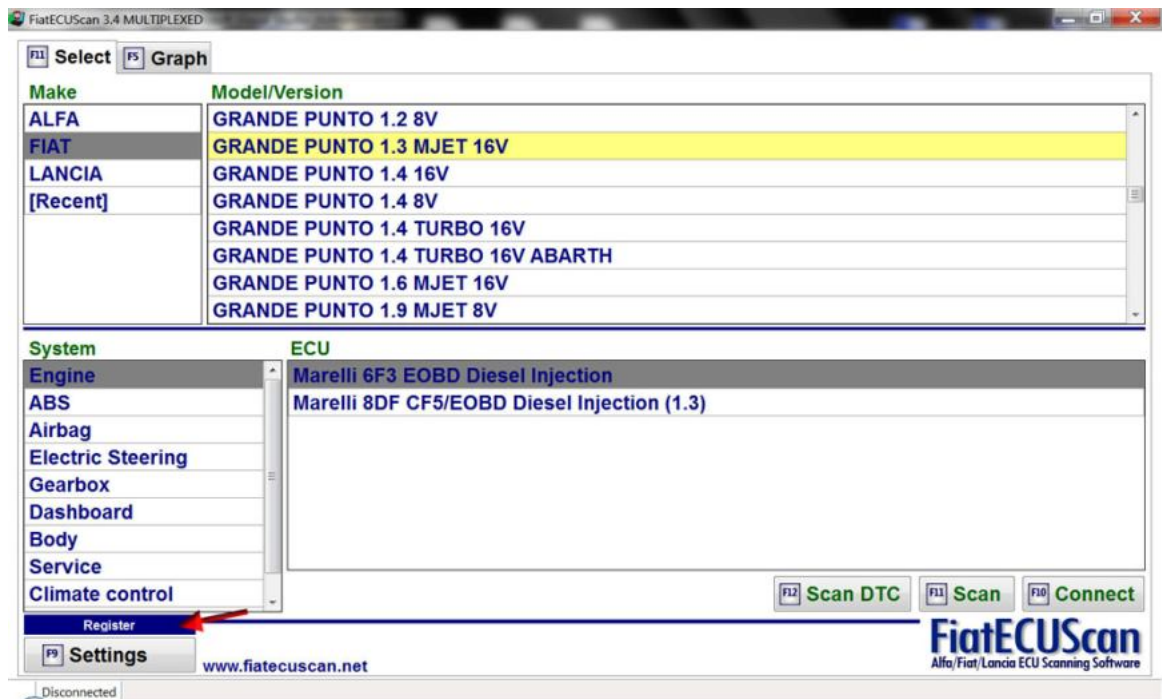 FiatECUScan 3.4 MULTIPLEXED
F11 Select F5 Graph
Make Model/Version
ALFA GRANDE PUNTO 1.2 8V
FIAT GRANDE PUNTO 1.3 MJET 16V
LANCIA GRANDE PUNTO 1.4 16V
[Recent] GRANDE PUNTO 1.4 8V
GRANDE PUNTO 1.4 TURBO 16V
GRANDE PUNTO 1.4 TURBO 16V ABARTH
GRANDE PUNTO 1.6 MJET 16V
GRANDE PUNTO 1.9 MJET 8V
System ECU
Engine Marelli 6F3 EOBD Diesel Injection
ABS Marelli 8DF CF5/EOBD Diesel Injection (1.3)
Airbag
Electric Steering
Gearbox
Dashboard
Body
Service
Climate control F12 Scan DTC F11 Scan F10 Connect
Register
FiatECUScan
F9 Settings www.fiatecuscan.net Alfa/Fiat/Lancia ECU Scanning Software
Disconnected